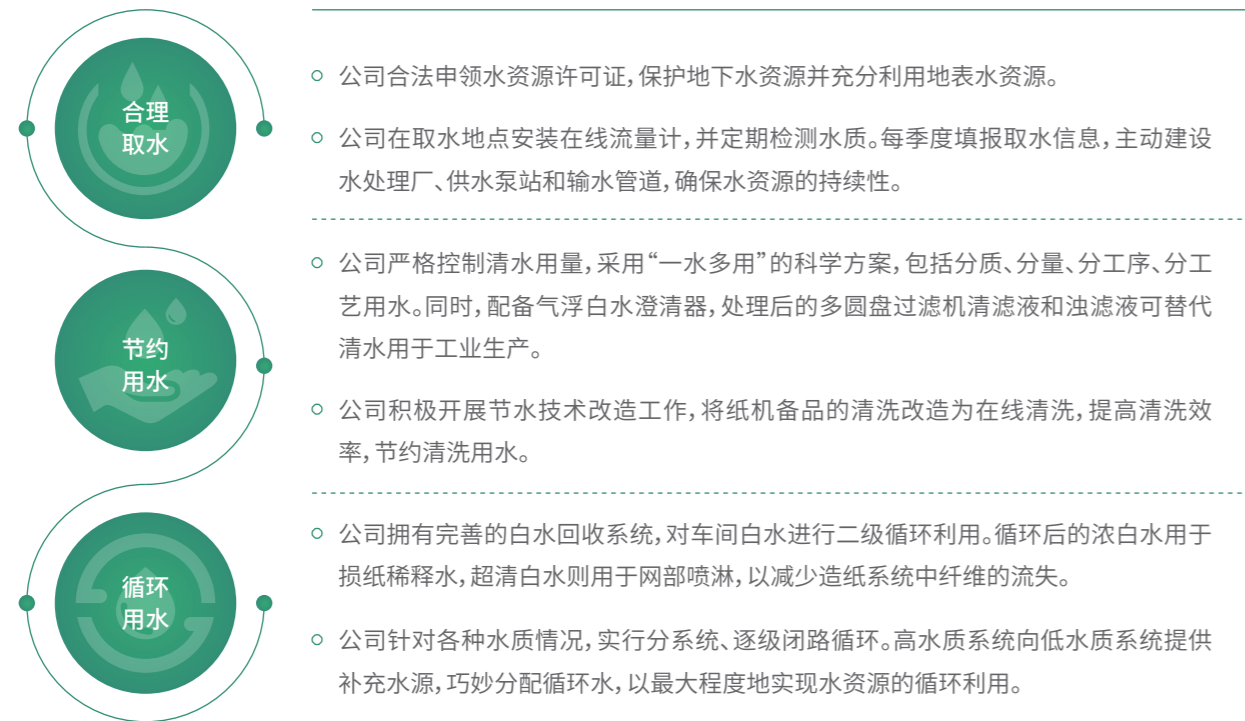 合理
取水
公司合法申领水资源许可证，保护地下水资源并充分利用地表水资源。
公司在取水地点安装在线流量计，并定期检测水质。每季度填报取水信息，主动建设
水处理厂、供水泵站和输水管道，确保水资源的持续性。
节约
用水
公司严格控制清水用量，采用“一水多用”的科学方案，包括分质、分量、分工序、分工
艺用水。同时，配备气浮白水澄清器，处理后的多圆盘过滤机清滤液和浊滤液可替代
清水用于工业生产。
公司积极开展节水技术改造工作，将纸机备品的清洗改造为在线清洗，提高清洗效
率，节约清洗用水。
循环
用水
公司拥有完善的白水回收系统，对车间白水进行二级循环利用。循环后的浓白水用于
损纸稀释水，超清白水则用于网部喷淋，以减少造纸系统中纤维的流失。
公司针对各种水质情况，实行分系统、逐级闭路循环。高水质系统向低水质系统提供
补充水源，巧妙分配循环水，以最大程度地实现水资源的循环利用。